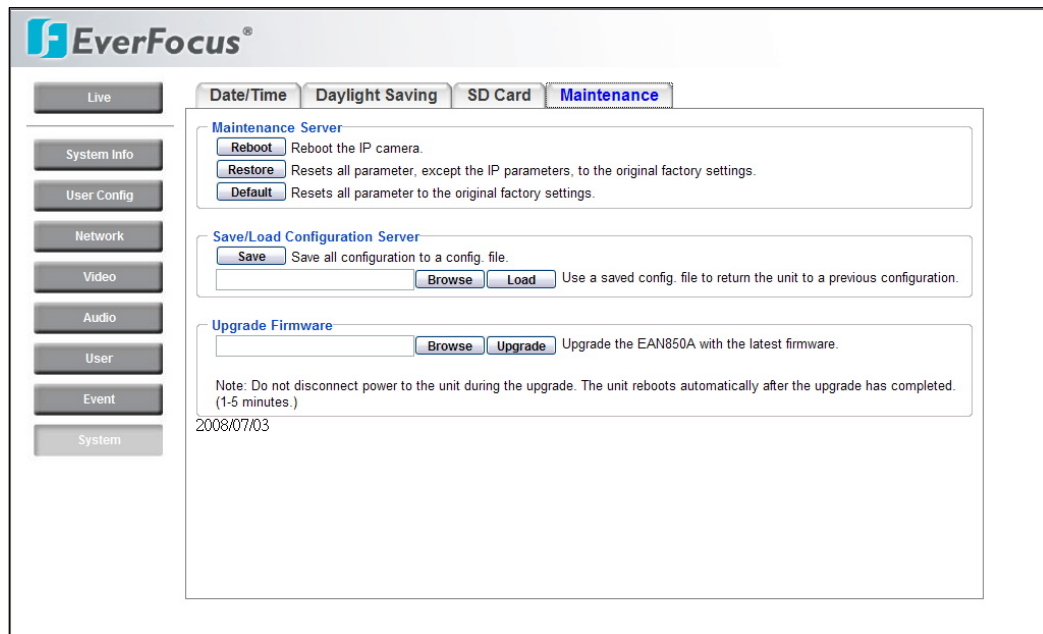 EverFocus®
Live
System Info
User Config
Network
Video
Audio
User
Event
System
Date/Time
Daylight Saving
SD Card
Maintenance
Maintenance Server
Reboot Reboot the IP camera.
Restore Resets all parameter, except the IP parameters, to the original factory settings.
Default Resets all parameter to the original factory settings.
Save/Load Configuration Server
Save Save all configuration to a config. file.
Browse Load Use a saved config. file to return the unit to a previous configuration.
Upgrade Firmware
Browse Upgrade Upgrade the EAN850A with the latest firmware.
Note: Do not disconnect power to the unit during the upgrade. The unit reboots automatically after the upgrade has completed.
(1-5 minutes.)
2008/07/03